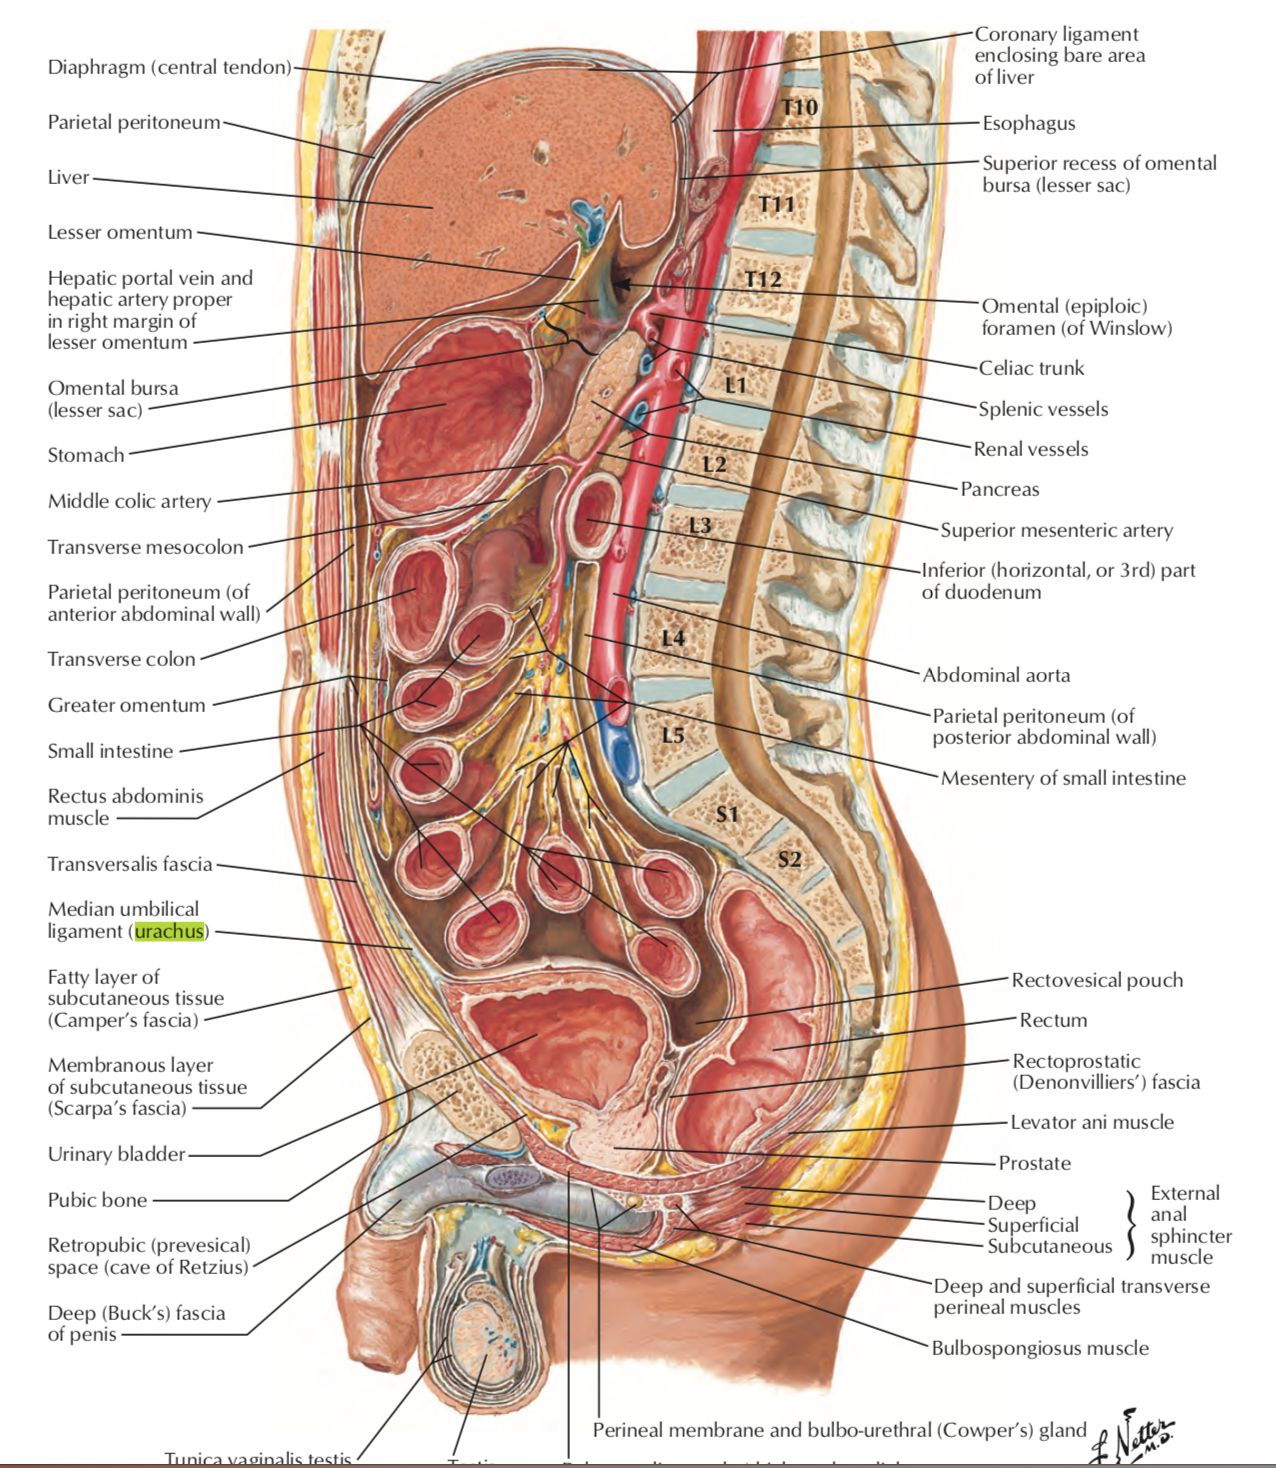 Diaphragm (central tendon)
Parietal peritoneum
Liver
Lesser omentum
Hepatic portal vein and
hepatic artery proper
in right margin of
lesser omentum
Omental bursa
(lesser sac)
Stomach
Middle colic artery
Transverse mesocolon
Parietal peritoneum (of
anterior abdominal wall)
Transverse colon
Greater omentum
Small intestine
Rectus abdominis
muscle
Transversalis fascia
Median umbilical
ligament (urachus)
Fatty layer of
subcutaneous tissue
(Camper's fascia)
Membranous layer
of subcutaneous tissue
(Scarpa's fascia)
Urinary bladder
Pubic bone
Retropubic (prevesical)
space (cave of Retzius)
Deep (Buck's) fascia
of penis
T10
T11
T12
L1
L2
L3
L4
L5
S1
S2
Coronary ligament
enclosing bare area
of liver
Esophagus
Superior recess of omental
bursa (lesser sac)
Omental (epiploic)
foramen (of Winslow)
Celiac trunk
Splenic vessels
Renal vessels
Pancreas
Superior mesenteric artery
Inferior (horizontal, or 3rd) part
of duodenum
Abdominal aorta
Parietal peritoneum (of
posterior abdominal wall)
Mesentery of small intestine
Rectovesical pouch
Rectum
Rectoprostatic
(Denonvilliers') fascia
Levator ani muscle
Prostate
Deep
Superficial
Subcutaneous
External
anal
sphincter
muscle
Deep and superficial transverse
perineal muscles
Bulbospongiosus muscle
Perineal membrane and bulbo-urethral (Cowper's) gland
F. Netter
M.D.
Tunica vaginalis testis
Testis